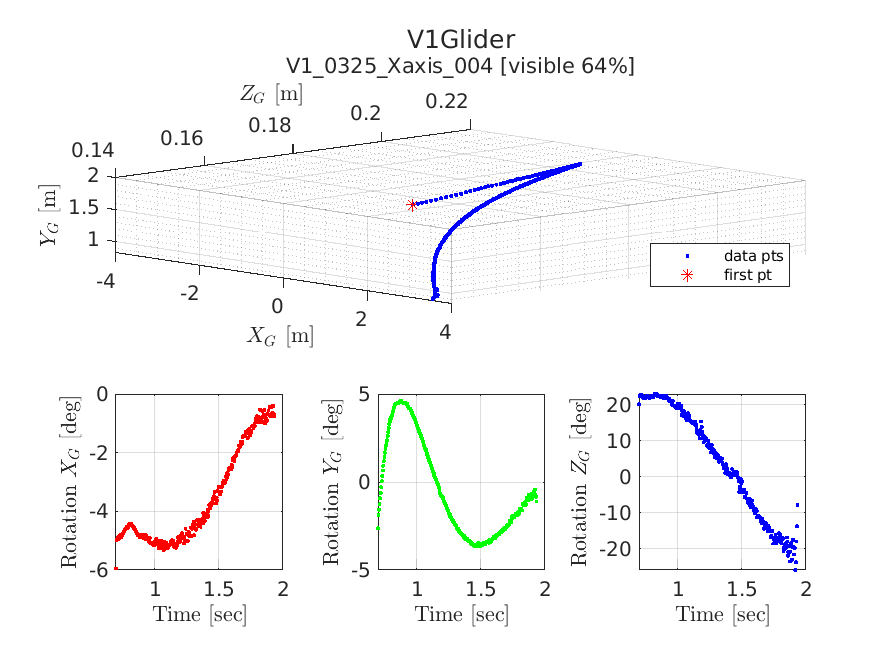 V1Glider
V1_0325_Xaxis_004 [visible 64%]
Z_G [m]
0.14 0.16 0.18 0.2 0.22
Y_G [m]
2
1.5
1
-4 -2 0 2 4
X_G [m]
data pts
first pt
Rotation X_G [deg]
0
-2
-4
-6
1 1.5 2
Time [sec]
Rotation Y_G [deg]
5
0
-5
1 1.5 2
Time [sec]
Rotation Z_G [deg]
20
10
0
-10
-20
1 1.5 2
Time [sec]